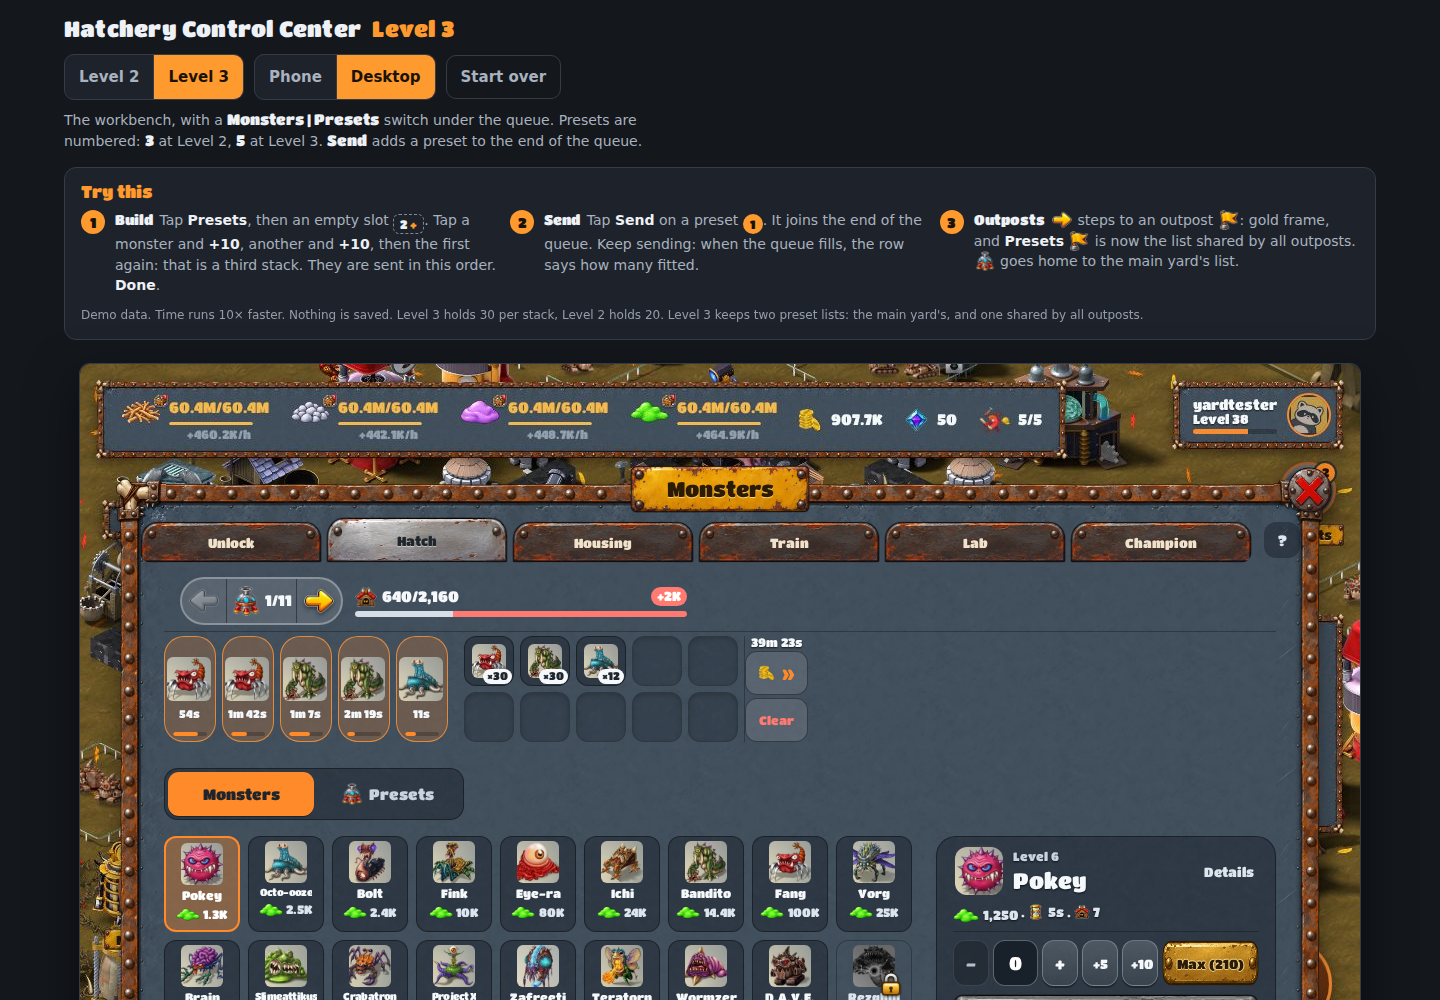 Hatchery Control Center Level 3
Level 2 Level 3 Phone Desktop Start over
The workbench, with a Monsters | Presets switch under the queue. Presets are
numbered: 3 at Level 2, 5 at Level 3. Send adds a preset to the end of the queue.
Try this
1 Build Tap Presets, then an empty slot 2 +. Tap a
monster and +10, another and +10, then the first
again: that is a third stack. They are sent in this order.
Done.
2 Send Tap Send on a preset 1. It joins the end of the
queue. Keep sending: when the queue fills, the row
says how many fitted.
3 Outposts steps to an outpost : gold frame,
and Presets is now the list shared by all outposts.
goes home to the main yard's list.
Demo data. Time runs 10× faster. Nothing is saved. Level 3 holds 30 per stack, Level 2 holds 20. Level 3 keeps two preset lists: the main yard's, and one shared by all outposts.
60.4M/60.4M 60.4M/60.4M 60.4M/60.4M 60.4M/60.4M 907.7K 50 5/5
+460.2K/h +442.1K/h +448.7K/h +464.9K/h
yardtester
Level 36
Monsters
Unlock Hatch Housing Train Lab Champion ?
1/11 640/2,160 +2K
39m 23s
×30 ×30 ×12
54s 1m 42s 1m 7s 2m 19s 11s
Clear
Monsters Presets
Pokey Octo-ooze Bolt Fink Eye-ra Ichi Bandito Fang Vorg
1.3K 2.5K 2.4K 10K 80K 24K 14.4K 100K 25K
Level 6
Pokey
Details
1,250 · 5s · 7
- 0 + +5 +10 Max (210)
Brain Slimeattikus Crabatron Project X Zafreeti Teratorn Wormzer D.A.V.E.